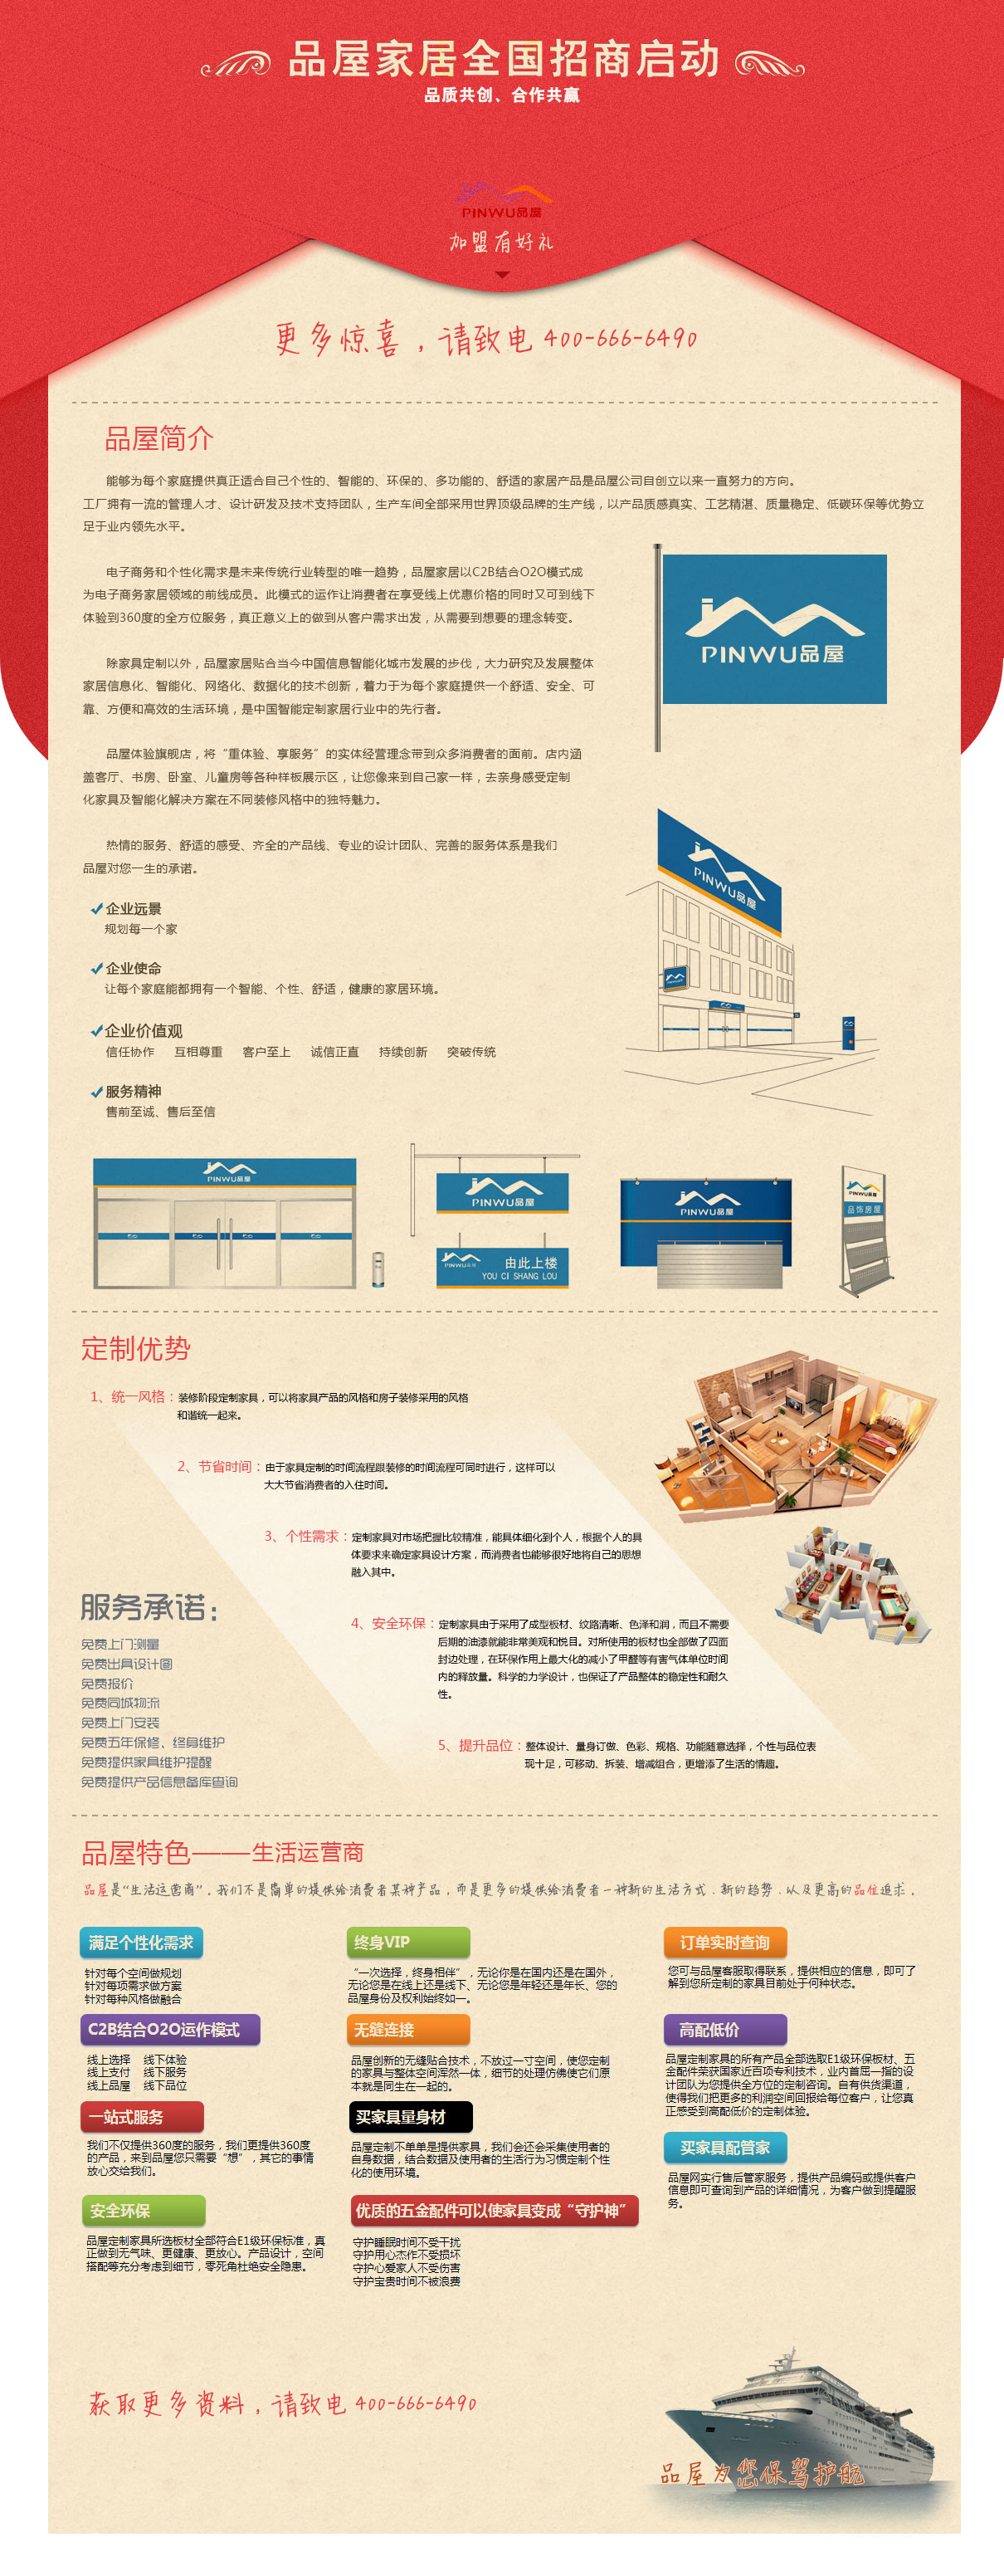 品屋家居全国招商启动
品质共创、合作共赢
PINWU品屋
加盟有好礼
更多惊喜，请致电 400-666-6490
品屋简介
能够为每个家庭提供真正适合自己个性的、智能的、环保的、多功能的、舒适的家居产品是品屋公司自创立以来一直努力的方向。
工厂拥有一流的管理人才、设计研发及技术支持团队，生产车间全部采用世界顶级品牌的生产线，以产品质感真实、工艺精湛、质量稳定、低碳环保等优势立
足于业内领先水平。
电子商务和个性化需求是未来传统行业转型的唯一趋势，品屋家居以C2B结合O2O模式成
为电子商务家居领域的前线成员。此模式的运作让消费者在享受线上优惠价格的同时又可到线下
体验到360度的全方位服务，真正意义上的做到从客户需求出发，从需要到想要的理念转变。
除家具定制以外，品屋家居贴合当今中国信息智能化城市发展的步伐，大力研究及发展整体
家居信息化、智能化、网络化、数据化的技术创新，着力于为每个家庭提供一个舒适、安全、可
靠、方便和高效的生活环境，是中国智能定制家居行业中的先行者。
品屋体验旗舰店，将“重体验、享服务”的实体经营理念带到众多消费者的面前。店内涵
盖客厅、书房、卧室、儿童房等各种样板展示区，让您像来到自己家一样，去亲身感受定制
化家具及智能化解决方案在不同装修风格中的独特魅力。
热情的服务、舒适的感受、齐全的产品线、专业的设计团队、完善的服务体系是我们
品屋对您一生的承诺。
PINWU品屋
PINWU品屋
企业远景
规划每一个家
企业使命
让每个家庭能都拥有一个智能、个性、舒适，健康的家居环境。
企业价值观
信任协作 互相尊重 客户至上 诚信正直 持续创新 突破传统
服务精神
售前至诚、售后至信
PINWU品屋
PINWU品屋
PINWU品屋
由此上楼
YOU CI SHANG LOU
PINWU品屋
PINWU品屋
品饰房屋
定制优势
1、统一风格：装修阶段定制家具，可以将家具产品的风格和房子装修采用的风格
和谐统一起来。
2、节省时间：由于家具定制的时间流程跟装修的时间流程可同时进行，这样可以
大大节省消费者的入住时间。
3、个性需求：定制家具对市场把握比较精准，能具体细化到个人，根据个人的具
体要求来确定家具设计方案，而消费者也能够很好地将自己的思想
融入其中。
4、安全环保：定制家具由于采用了成型板材、纹路清晰、色泽和润，而且不需要
后期的油漆就能非常美观和悦目。对所使用的板材也全部做了四面
封边处理，在环保作用上最大化的减小了甲醛等有害气体单位时间
内的释放量。科学的力学设计，也保证了产品整体的稳定性和耐久
性。
5、提升品位：整体设计、量身订做、色彩、规格、功能随意选择，个性与品位表
现十足，可移动、拆装、增减组合，更增添了生活的情趣。
服务承诺：
免费上门测量
免费出具设计图
免费报价
免费同城物流
免费上门安装
免费五年保修、终身维护
免费提供家具维护提醒
免费提供产品信息备库查询
品屋特色——生活运营商
品屋是“生活运营商”，我们不是简单的提供给消费者某种产品，而是更多的提供给消费者一种新的生活方式、新的趋势、以及更高的品位追求。
满足个性化需求
针对每个空间做规划
针对每项需求做方案
针对每种风格做融合
终身VIP
“一次选择，终身相伴”，无论你是在国内还是在国外，
无论您是在线上还是线下、无论您是年轻还是年长、您的
品屋身份及权利始终如一。
订单实时查询
您可与品屋客服取得联系，提供相应的信息，即可了
解到您所定制的家具目前处于何种状态。
C2B结合O2O运作模式
线上选择 线下体验
线上支付 线下服务
线上品屋 线下品位
无缝连接
品屋创新的无缝贴合技术，不放过一寸空间，使您定制
的家具与整体空间浑然一体，细节的处理仿佛使它们原
本就是同生在一起的。
高配低价
品屋定制家具的所有产品全部选取E1级环保板材、五
金配件荣获国家近百项专利技术，业内首屈一指的设
计团队为您提供全方位的定制咨询。自有供货渠道，
使得我们把更多的利润空间回报给每位客户，让您真
正感受到高配低价的定制体验。
一站式服务
我们不仅提供360度的服务，我们更提供360度
的产品，来到品屋您只需要“想”，其它的事情
放心交给我们。
买家具量身材
品屋定制不单单是提供家具，我们会还会采集使用者的
自身数据，结合数据及使用者的生活行为习惯定制个性
化的使用环境。
买家具配管家
品屋网实行售后管家服务，提供产品编码或提供客户
信息即可查询到产品的详细情况，为客户做到提醒服
务。
安全环保
品屋定制家具所选板材全部符合E1级环保标准，真
正做到无气味、更健康、更放心。产品设计，空间
搭配等充分考虑到细节，零死角杜绝安全隐患。
优质的五金配件可以使家具变成“守护神”
守护睡眠时间不受干扰
守护用心杰作不受损坏
守护心爱家人不受伤害
守护宝贵时间不被浪费
获取更多资料，请致电 400-666-6490
品屋为您保驾护航